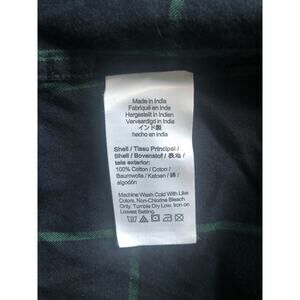 Made in India
Fabriqué en Inde
Hergestellt in Indien
Vervaardigd in India
インド製
hecho en India
Shell / Tissu Principal /
Shell / Bovenstof / 表地 /
tela exterior:
100% Cotton / Cotton /
Baumwolle / Katoen / 綿 /
algodón
Machine Wash Cold With Like
Colors, Non-Chlorine Bleach
Only, Tumble Dry Low, Iron on
Lowest Setting.